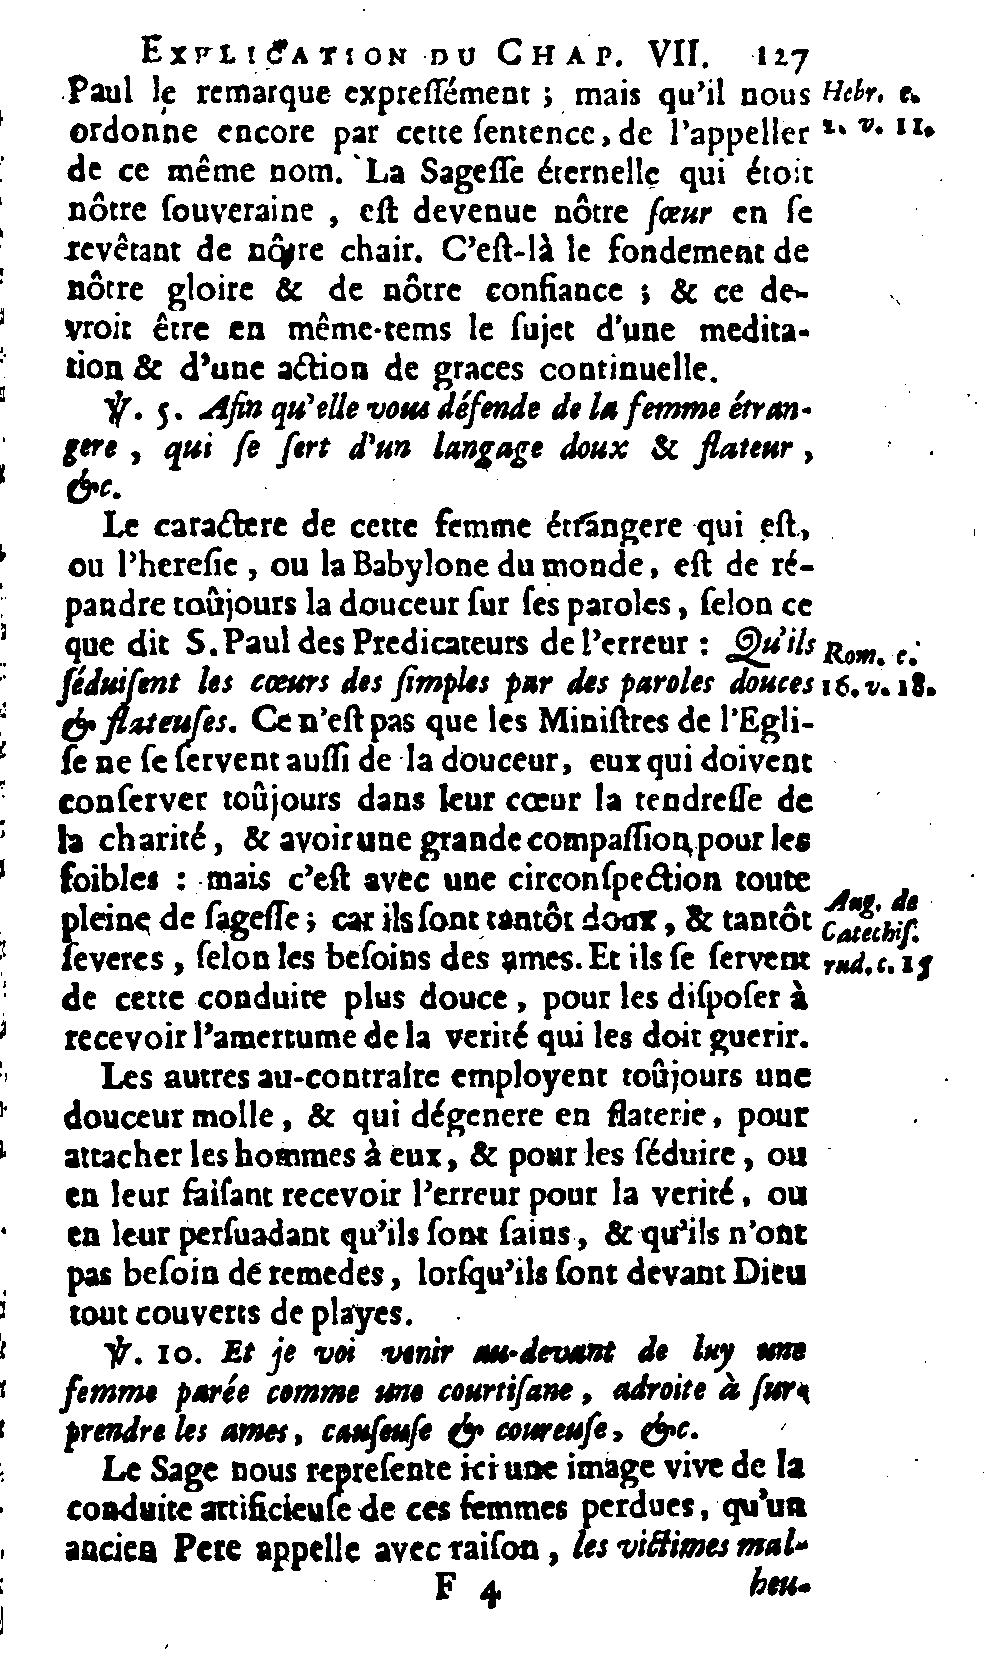 EXPLICATION DU CHAP. VII. 127
Paul le remarque expreſſément ; mais qu'il nous Hebr. c.
ordonne encore par cette ſentence, de l'appeller 2. v. 11.
de ce même nom. La Sageſſe éternelle qui étoit
nôtre ſouveraine , eſt devenue nôtre ſœur en ſe
revêtant de nôtre chair. C'eſt-là le fondement de
nôtre gloire & de nôtre confiance ; & ce de-
vroit être en même-tems le ſujet d'une medita-
tion & d'une action de graces continuelle.
℣. 5. Afin qu'elle vous défende de la femme étran-
gere , qui ſe ſert d'un langage doux & flateur ,
&c.
Le caractere de cette femme étrangere qui eſt,
ou l'hereſie , ou la Babylone du monde, eſt de ré-
pandre toûjours la douceur ſur ſes paroles, ſelon ce
que dit S. Paul des Predicateurs de l'erreur : Qu'ils Rom. c.
ſéduiſent les cœurs des ſimples par des paroles douces 16. v. 18.
& flateuſes. Ce n'eſt pas que les Miniſtres de l'Egli-
ſe ne ſe ſervent auſſi de la douceur, eux qui doivent
conſerver toûjours dans leur cœur la tendreſſe de
la charité, & avoir une grande compaſſion pour les
foibles : mais c'eſt avec une circonſpection toute
pleine de ſageſſe ; car ils ſont tantôt doux , & tantôt Aug. de Catechiſ.
ſeveres , ſelon les beſoins des ames. Et ils ſe ſervent rud. c. 15
de cette conduite plus douce , pour les diſpoſer à
recevoir l'amertume de la verité qui les doit guerir.
Les autres au-contraire employent toûjours une
douceur molle , & qui dégenere en flaterie, pour
attacher les hommes à eux, & pour les ſéduire , ou
en leur faiſant recevoir l'erreur pour la verité, ou
en leur perſuadant qu'ils ſont ſains , & qu'ils n'ont
pas beſoin de remedes, lorſqu'ils ſont devant Dieu
tout couverts de playes.
℣. 10. Et je voi venir au-devant de luy une
femme parée comme une courtiſane , adroite à ſur-
prendre les ames, cauſeuſe & coureuſe, &c.
Le Sage nous repreſente ici une image vive de la
conduite artificieuſe de ces femmes perdues, qu'un
ancien Pere appelle avec raiſon , les victimes mal-
F 4 heu-